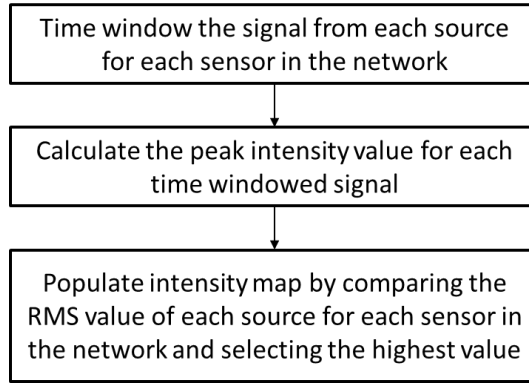 Time window the signal from each source
for each sensor in the network
Calculate the peak intensity value for each
time windowed signal
Populate intensity map by comparing the
RMS value of each source for each sensor in
the network and selecting the highest value